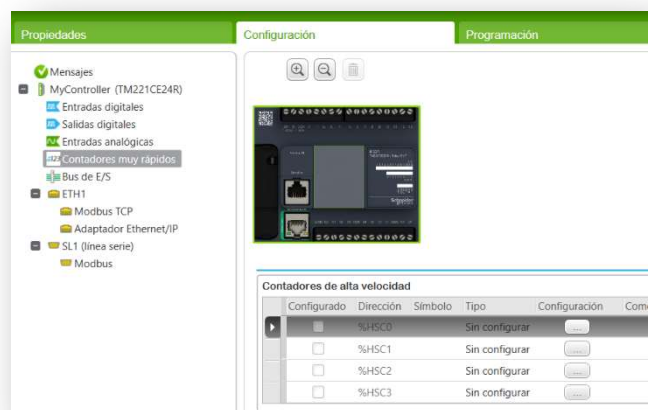 Propiedades Configuración Programación
Mensajes
MyController (TM221CE24R)
Entradas digitales
Salidas digitales
Entradas analógicas
Contadores muy rápidos
Bus de E/S
ETH1
Modbus TCP
Adaptador Ethernet/IP
SL1 (línea serie)
Modbus
Schneider
Contadores de alta velocidad
Configurado Dirección Símbolo Tipo Configuración Come
%HSC0 Sin configurar ...
%HSC1 Sin configurar ...
%HSC2 Sin configurar ...
%HSC3 Sin configurar ...